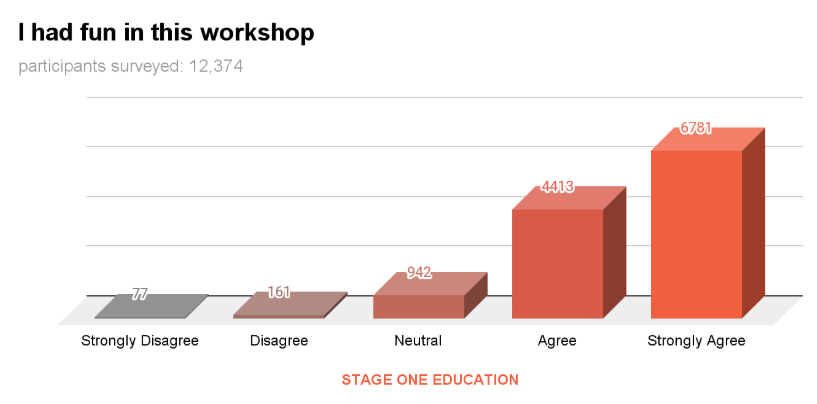 I had fun in this workshop
participants surveyed: 12,374
77
161
942
4413
6781
Strongly Disagree
Disagree
Neutral
Agree
Strongly Agree
STAGE ONE EDUCATION